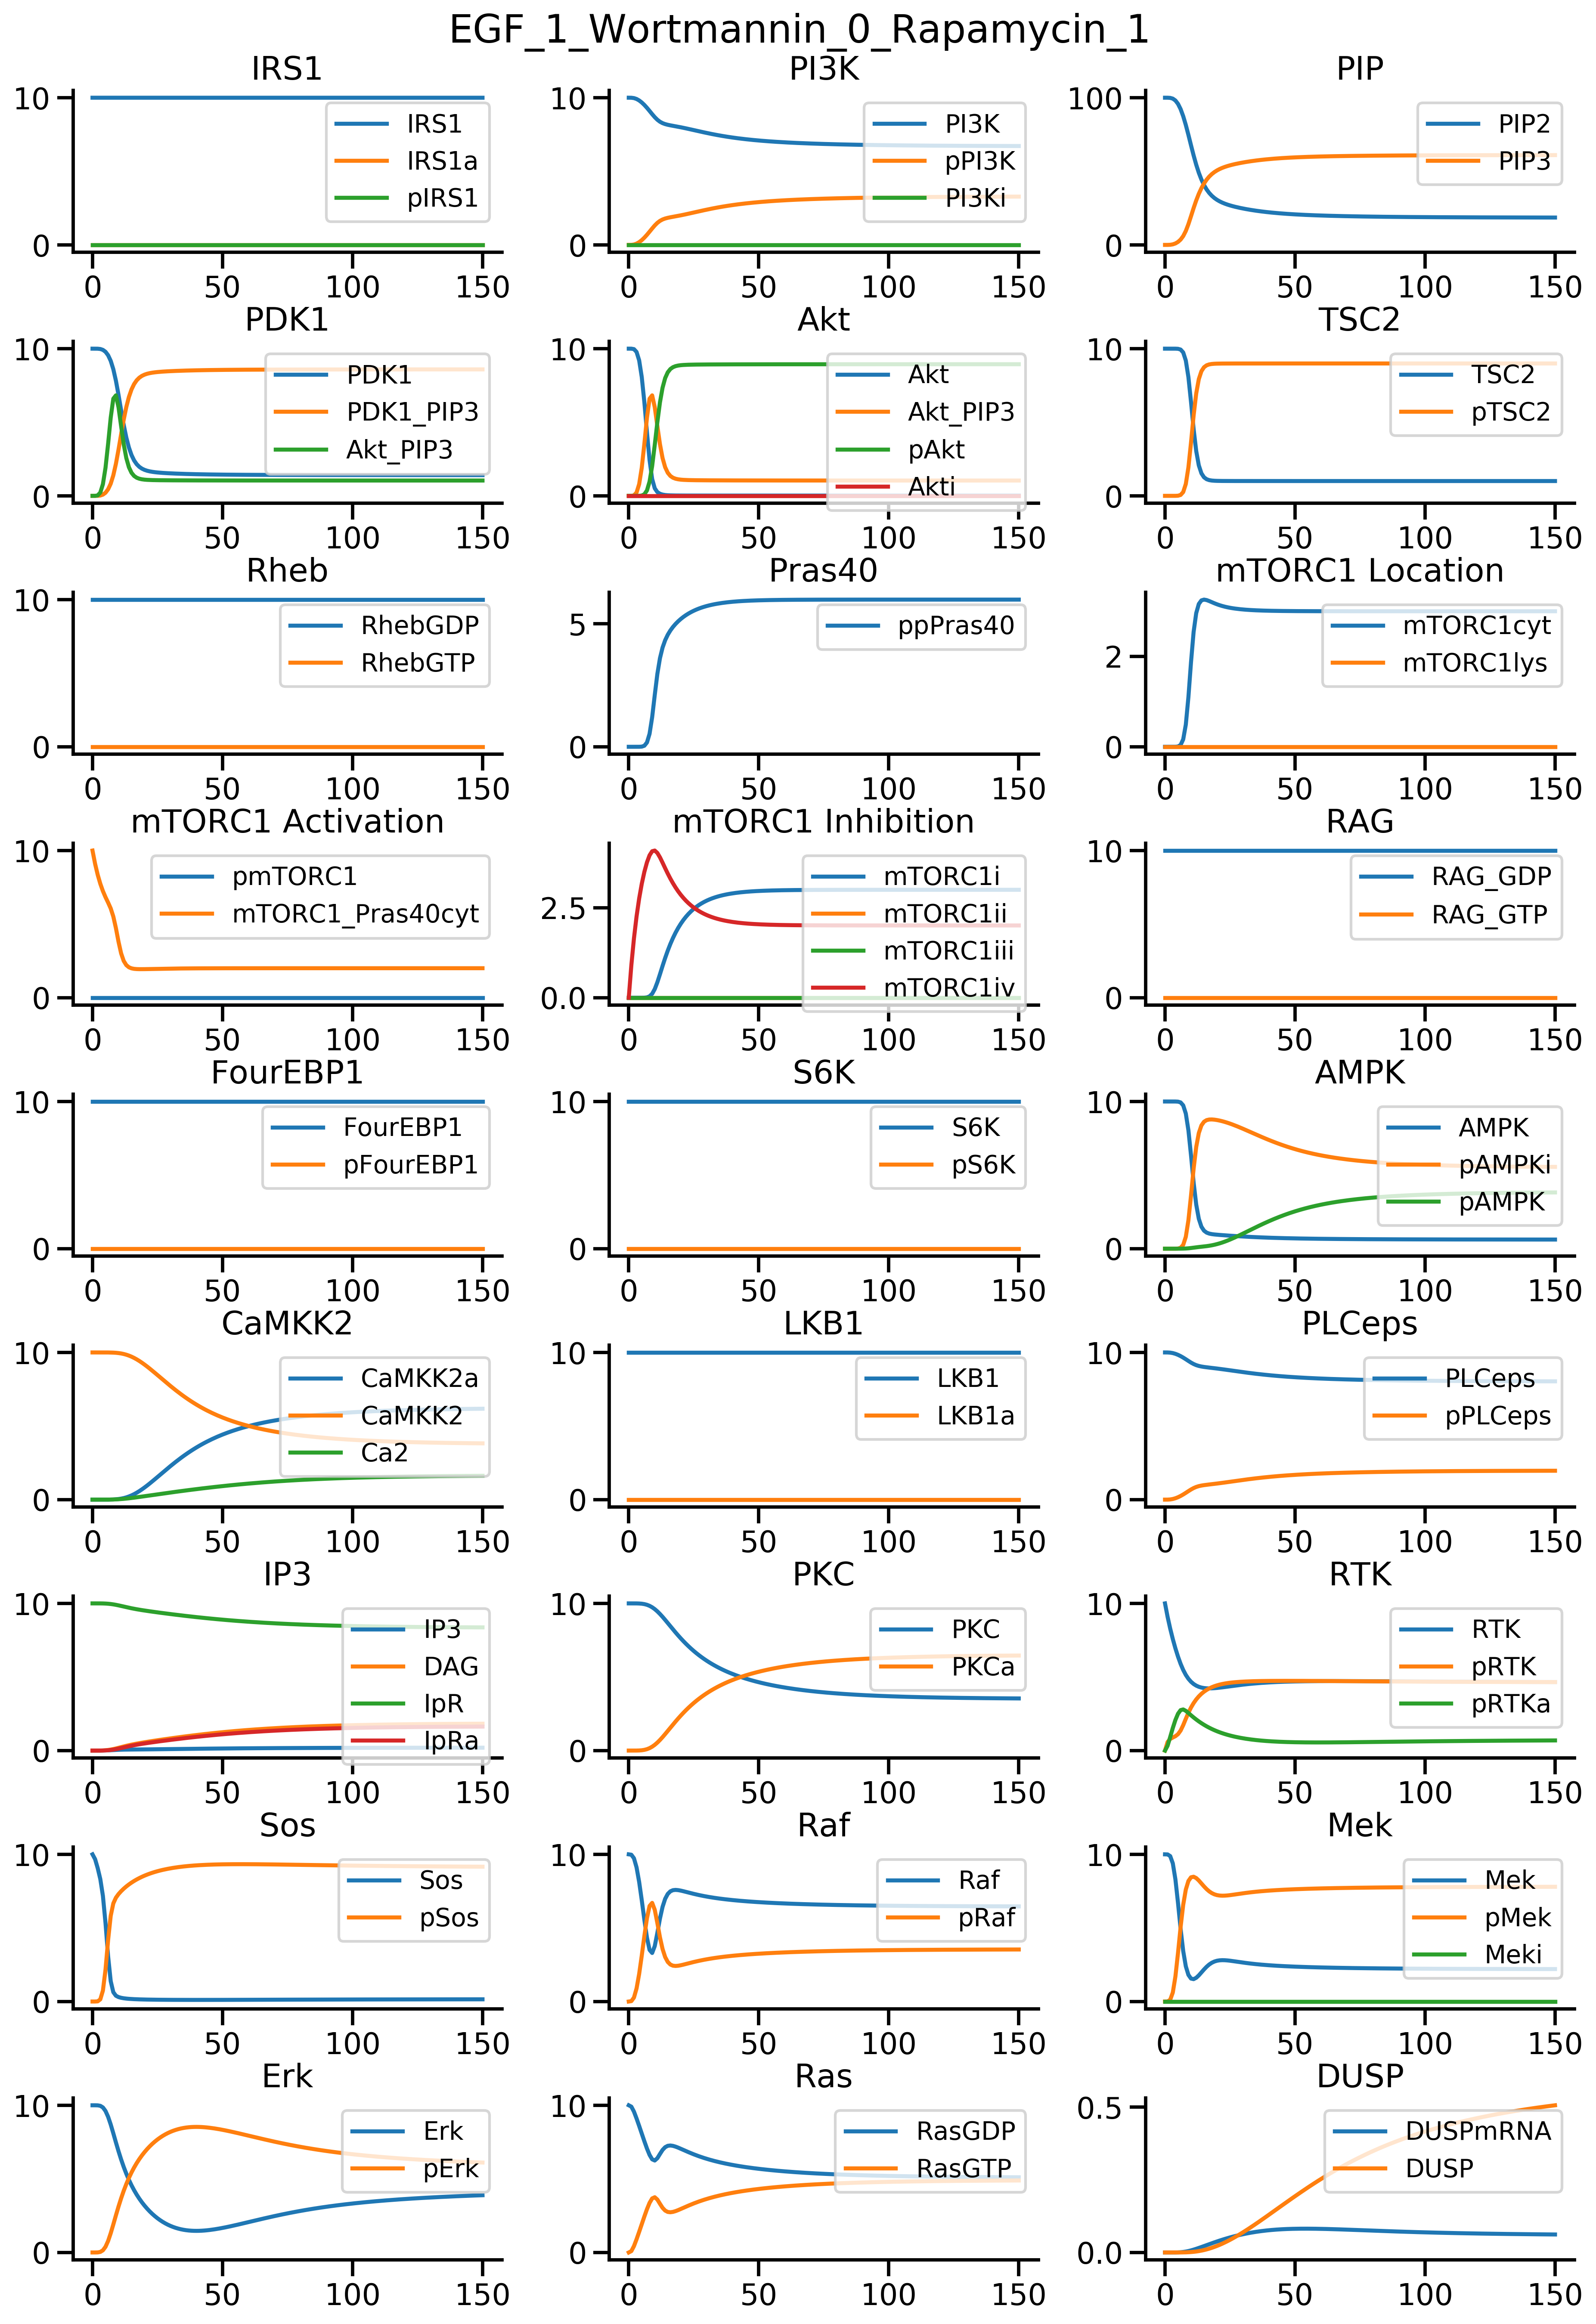 EGF_1_Wortmannin_0_Rapamycin_1
IRS1
10
0
0 50 100 150
IRS1
IRS1a
pIRS1
PI3K
10
0
0 50 100 150
PI3K
pPI3K
PI3Ki
PIP
100
0
0 50 100 150
PIP2
PIP3
PDK1
10
0
0 50 100 150
PDK1
PDK1_PIP3
Akt_PIP3
Akt
10
0
0 50 100 150
Akt
Akt_PIP3
pAkt
Akti
TSC2
10
0
0 50 100 150
TSC2
pTSC2
Rheb
10
0
0 50 100 150
RhebGDP
RhebGTP
Pras40
5
0
0 50 100 150
ppPras40
mTORC1 Location
2
0
0 50 100 150
mTORC1cyt
mTORC1lys
mTORC1 Activation
10
0
0 50 100 150
pmTORC1
mTORC1_Pras40cyt
mTORC1 Inhibition
2.5
0.0
0 50 100 150
mTORC1i
mTORC1ii
mTORC1iii
mTORC1iv
RAG
10
0
0 50 100 150
RAG_GDP
RAG_GTP
FourEBP1
10
0
0 50 100 150
FourEBP1
pFourEBP1
S6K
10
0
0 50 100 150
S6K
pS6K
AMPK
10
0
0 50 100 150
AMPK
pAMPKi
pAMPK
CaMKK2
10
0
0 50 100 150
CaMKK2a
CaMKK2
Ca2
LKB1
10
0
0 50 100 150
LKB1
LKB1a
PLCeps
10
0
0 50 100 150
PLCeps
pPLCeps
IP3
10
0
0 50 100 150
IP3
DAG
IpR
IpRa
PKC
10
0
0 50 100 150
PKC
PKCa
RTK
10
0
0 50 100 150
RTK
pRTK
pRTKa
Sos
10
0
0 50 100 150
Sos
pSos
Raf
10
0
0 50 100 150
Raf
pRaf
Mek
10
0
0 50 100 150
Mek
pMek
Meki
Erk
10
0
0 50 100 150
Erk
pErk
Ras
10
0
0 50 100 150
RasGDP
RasGTP
DUSP
0.5
0.0
0 50 100 150
DUSPmRNA
DUSP